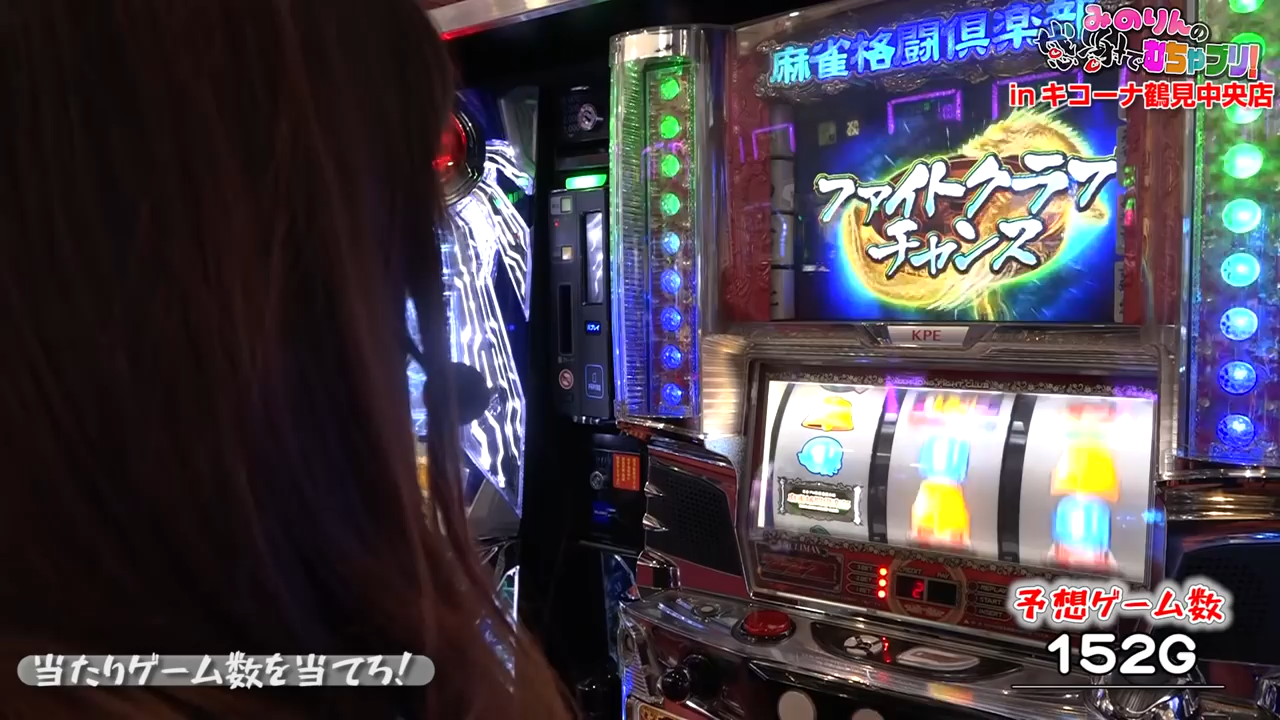 みのりんの
感謝でむちゃブリ!
in キコーナ鶴見中央店
麻雀格闘倶楽部
ファイトクラブ
チャンス
KPE
予想ゲーム数
152G
当たりゲーム数を当てろ!